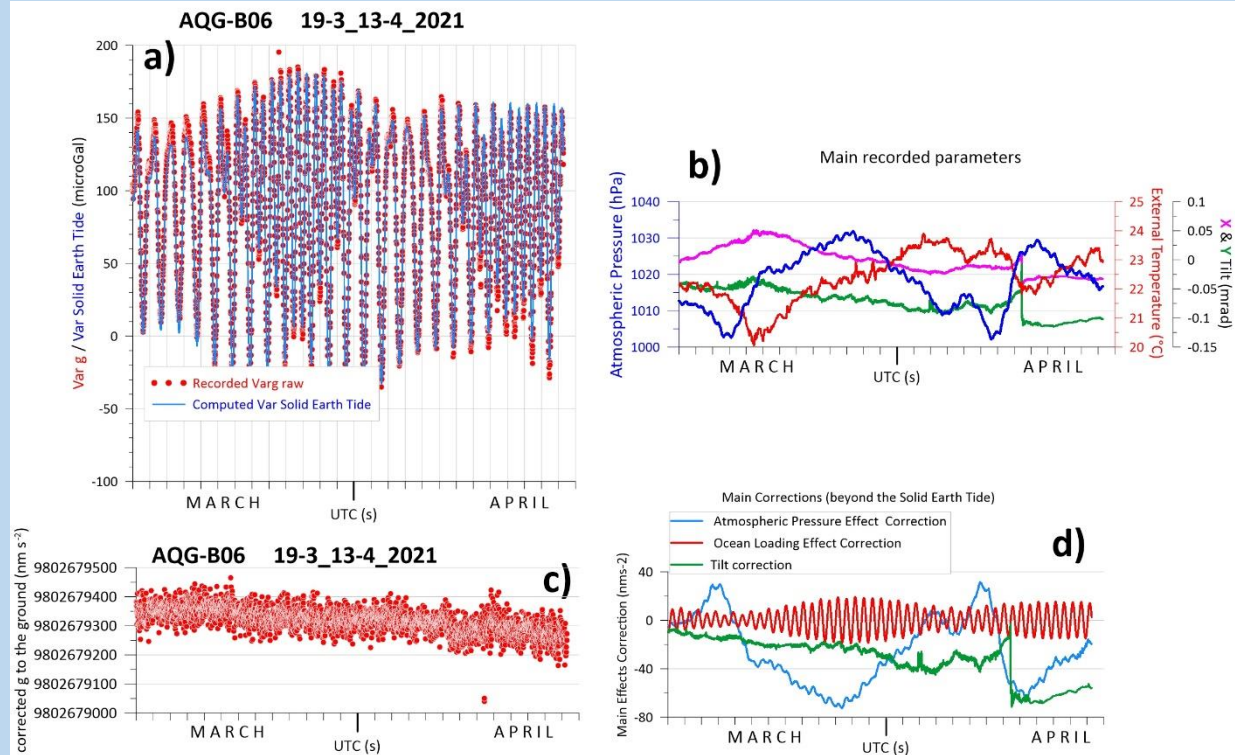 AQG-B06 19-3_13-4_2021
a)
200
150
100
50
0
-50
-100
Var g / Var Solid Earth Tide (microGal)
Recorded Varg raw
Computed Var Solid Earth Tide
MARCH
APRIL
UTC (s)
b)
Main recorded parameters
Atmospheric Pressure (hPa)
1040
1030
1020
1010
1000
25
24
23
22
21
20
External Temperature (°C)
0.1
0.05
0
-0.05
-0.1
-0.15
X & Y Tilt (mrad)
MARCH
APRIL
UTC (s)
AQG-B06 19-3_13-4_2021
c)
corrected g to the ground (nm s⁻²)
9802679500
9802679400
9802679300
9802679200
9802679100
9802679000
MARCH
APRIL
UTC (s)
Main Corrections (beyond the Solid Earth Tide)
Atmospheric Pressure Effect Correction
Ocean Loading Effect Correction
Tilt correction
d)
Main Effects Correction (nms-2)
40
0
-40
-80
MARCH
APRIL
UTC (s)